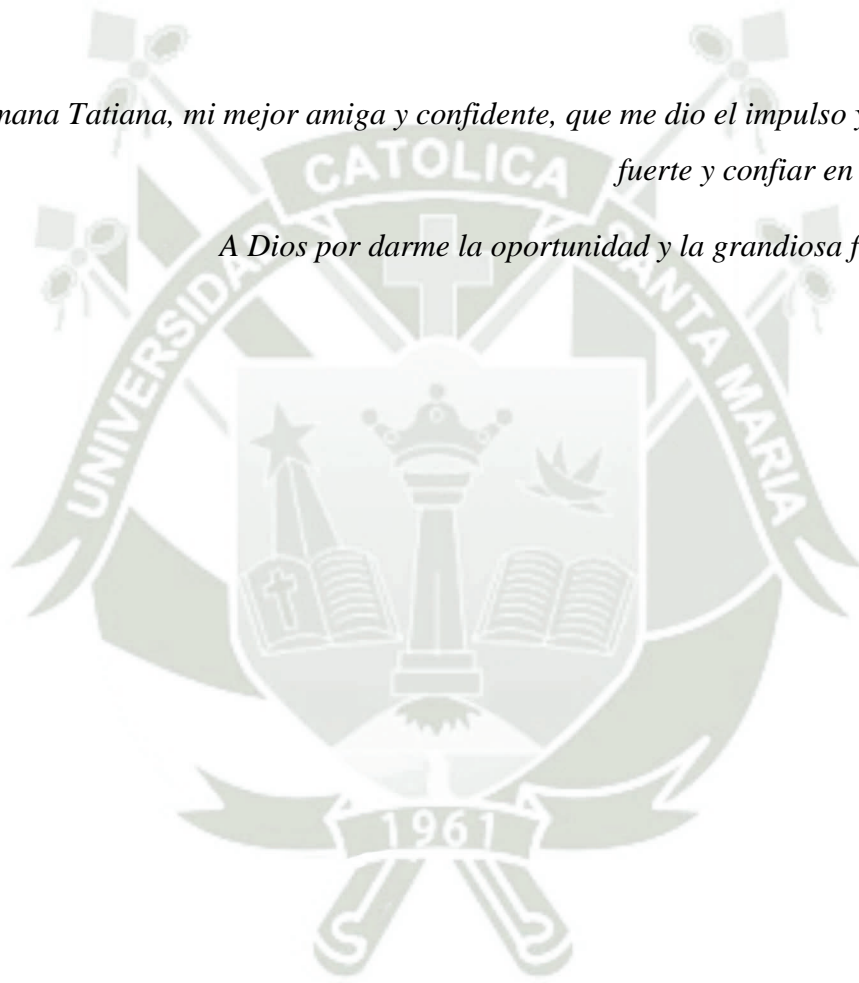 mana Tatiana, mi mejor amiga y confidente, que me dio el impulso y
fuerte y confiar en
A Dios por darme la oportunidad y la grandiosa f
UNIVERSIDAD CATOLICA SANTA MARIA
1961